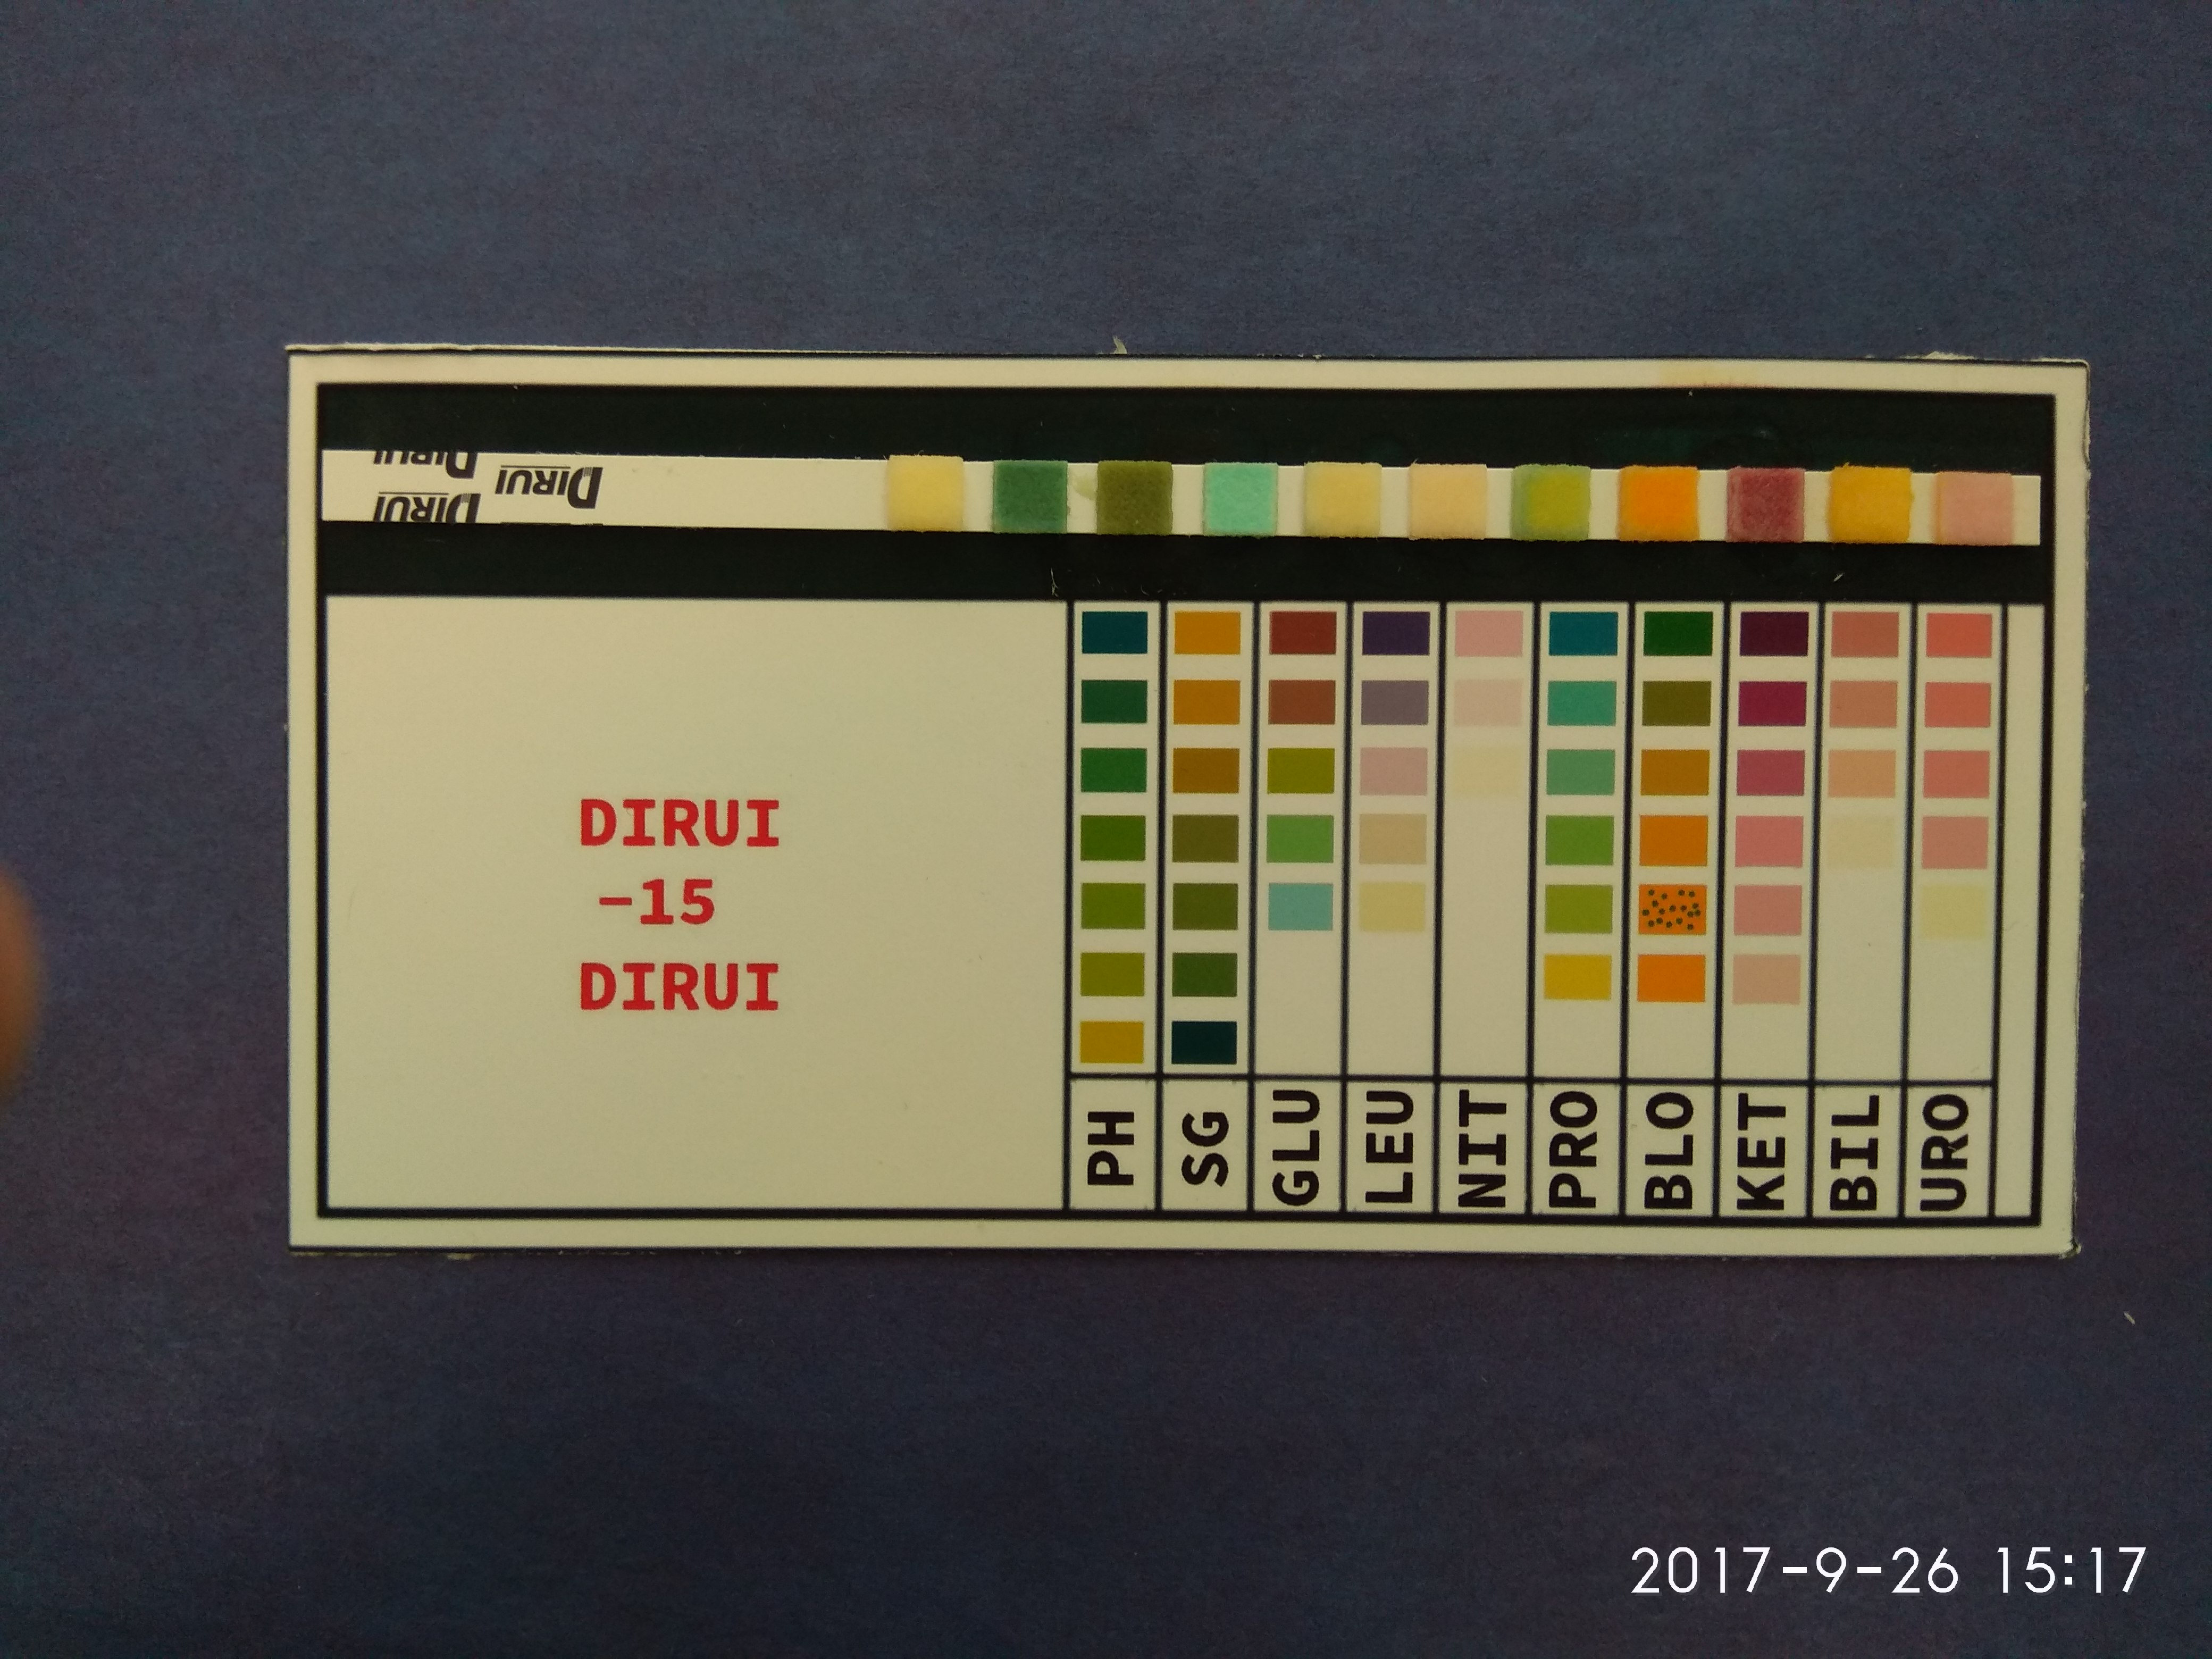 DIRUI
DIRUI
DIRUI
DIRUI
-15
DIRUI
PH
SG
GLU
LEU
NIT
PRO
BLO
KET
BIL
URO
2017-9-26 15:17